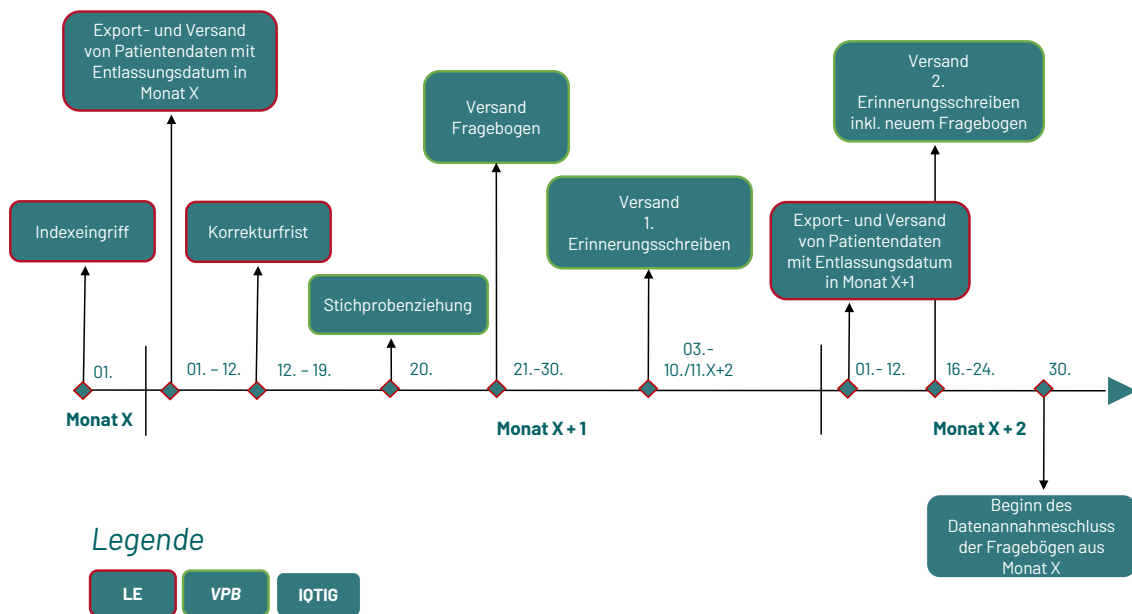 Export- und Versand
von Patientendaten mit
Entlassungsdatum in
Monat X
Versand
2.
Erinnerungsschreiben
inkl. neuem Fragebogen
Versand
Fragebogen
Versand
1.
Erinnerungsschreiben
Indexeingriff
Korrekturfrist
Export- und Versand
von Patientendaten
mit Entlassungsdatum
in Monat X+1
Stichprobenziehung
01.
01. – 12.
12. – 19.
20.
21.-30.
03.-
10./11.X+2
01.- 12.
16.-24.
30.
Monat X
Monat X + 1
Monat X + 2
Beginn des
Datenannahmeschluss
der Fragebögen aus
Monat X
Legende
LE
VPB
IQTIG